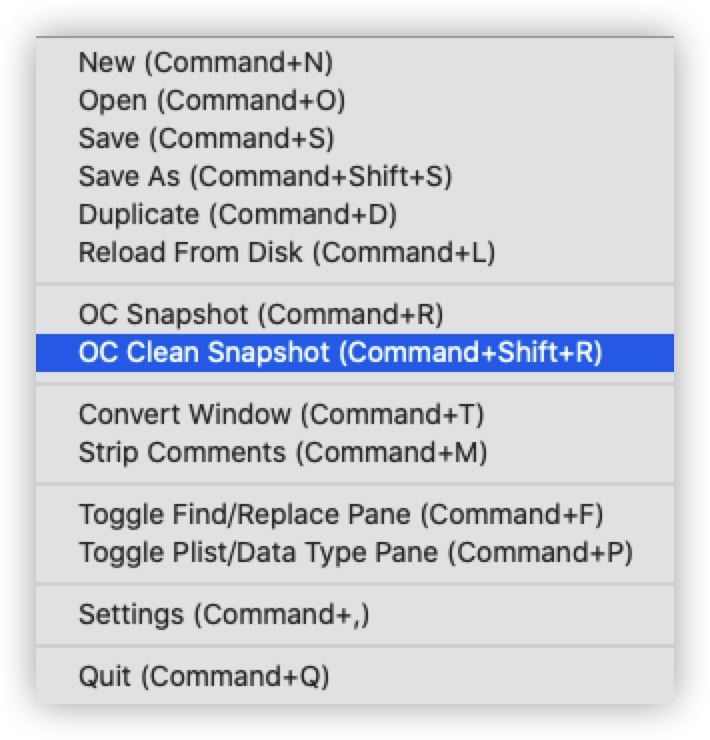 New (Command+N)
Open (Command+O)
Save (Command+S)
Save As (Command+Shift+S)
Duplicate (Command+D)
Reload From Disk (Command+L)
OC Snapshot (Command+R)
OC Clean Snapshot (Command+Shift+R)
Convert Window (Command+T)
Strip Comments (Command+M)
Toggle Find/Replace Pane (Command+F)
Toggle Plist/Data Type Pane (Command+P)
Settings (Command+,)
Quit (Command+Q)